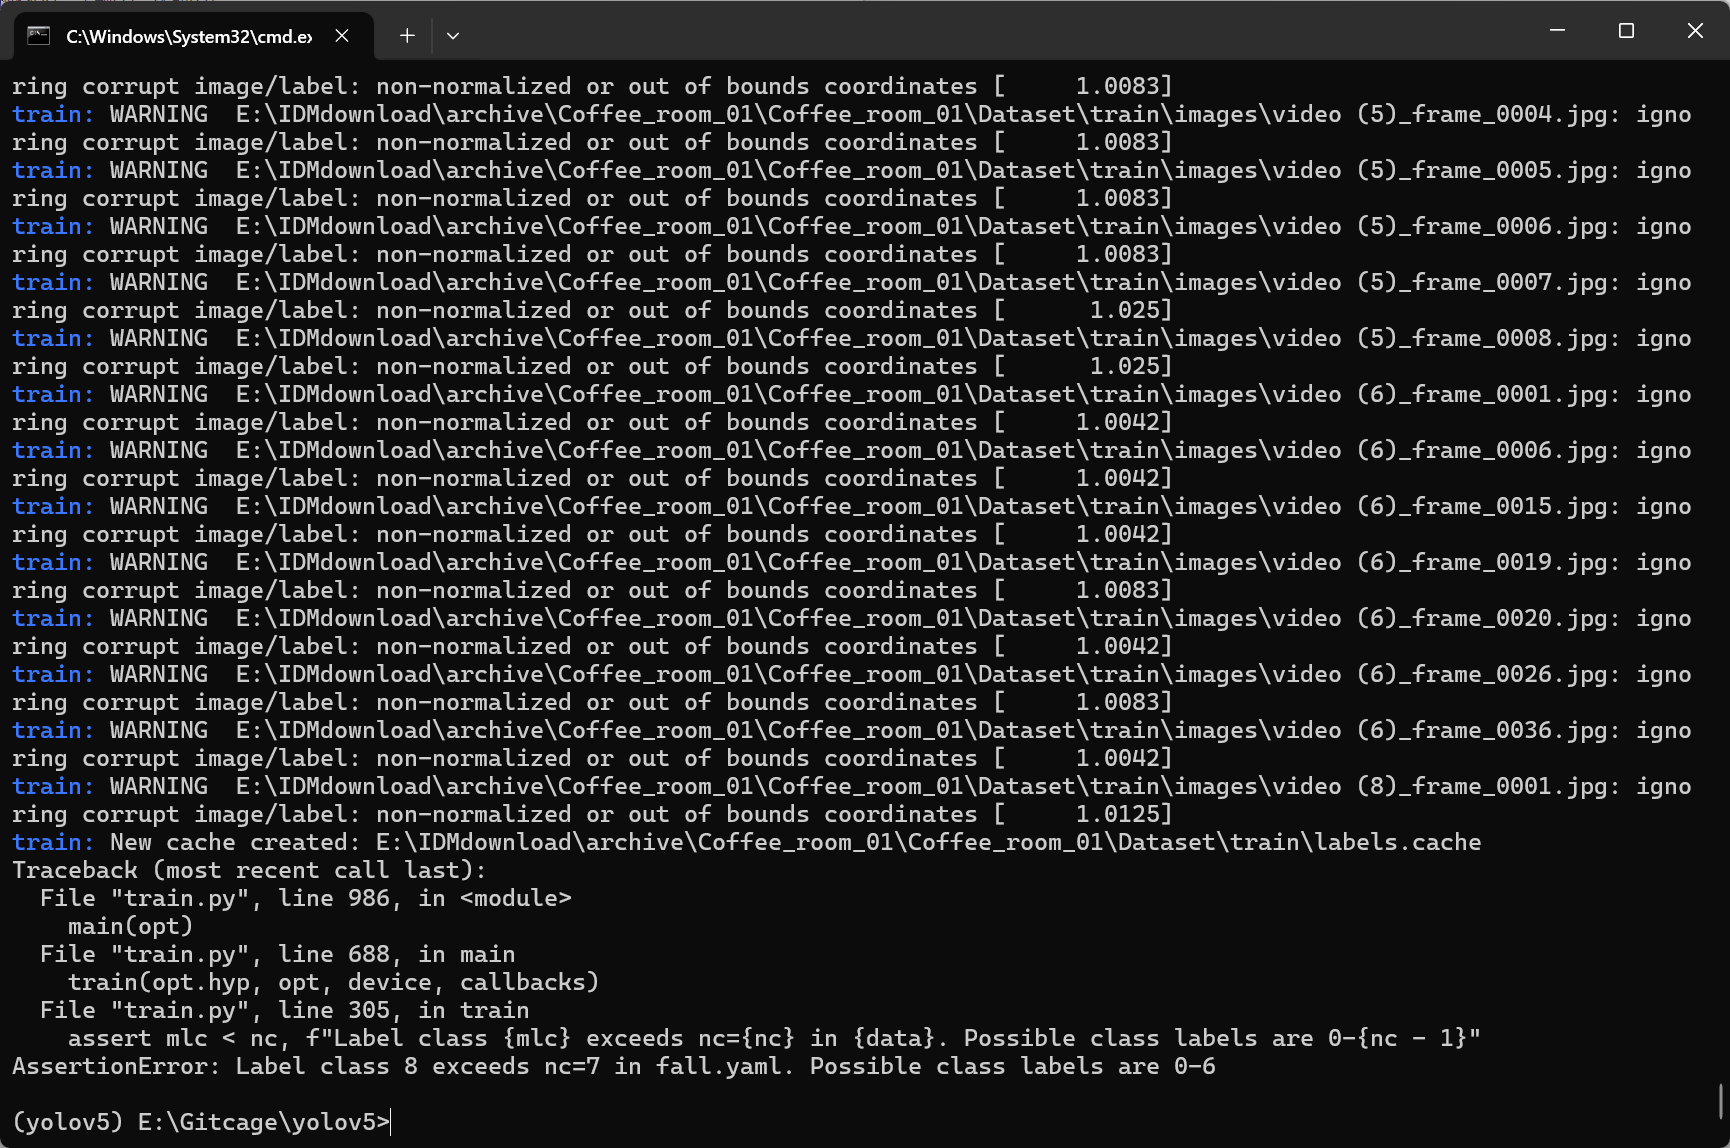 C:\Windows\System32\cmd.ex
ring corrupt image/label: non-normalized or out of bounds coordinates [     1.0083]
train: WARNING  E:\IDMdownload\archive\Coffee_room_01\Coffee_room_01\Dataset\train\images\video (5)_frame_0004.jpg: igno
ring corrupt image/label: non-normalized or out of bounds coordinates [     1.0083]
train: WARNING  E:\IDMdownload\archive\Coffee_room_01\Coffee_room_01\Dataset\train\images\video (5)_frame_0005.jpg: igno
ring corrupt image/label: non-normalized or out of bounds coordinates [     1.0083]
train: WARNING  E:\IDMdownload\archive\Coffee_room_01\Coffee_room_01\Dataset\train\images\video (5)_frame_0006.jpg: igno
ring corrupt image/label: non-normalized or out of bounds coordinates [     1.0083]
train: WARNING  E:\IDMdownload\archive\Coffee_room_01\Coffee_room_01\Dataset\train\images\video (5)_frame_0007.jpg: igno
ring corrupt image/label: non-normalized or out of bounds coordinates [      1.025]
train: WARNING  E:\IDMdownload\archive\Coffee_room_01\Coffee_room_01\Dataset\train\images\video (5)_frame_0008.jpg: igno
ring corrupt image/label: non-normalized or out of bounds coordinates [      1.025]
train: WARNING  E:\IDMdownload\archive\Coffee_room_01\Coffee_room_01\Dataset\train\images\video (6)_frame_0001.jpg: igno
ring corrupt image/label: non-normalized or out of bounds coordinates [     1.0042]
train: WARNING  E:\IDMdownload\archive\Coffee_room_01\Coffee_room_01\Dataset\train\images\video (6)_frame_0006.jpg: igno
ring corrupt image/label: non-normalized or out of bounds coordinates [     1.0042]
train: WARNING  E:\IDMdownload\archive\Coffee_room_01\Coffee_room_01\Dataset\train\images\video (6)_frame_0015.jpg: igno
ring corrupt image/label: non-normalized or out of bounds coordinates [     1.0042]
train: WARNING  E:\IDMdownload\archive\Coffee_room_01\Coffee_room_01\Dataset\train\images\video (6)_frame_0019.jpg: igno
ring corrupt image/label: non-normalized or out of bounds coordinates [     1.0083]
train: WARNING  E:\IDMdownload\archive\Coffee_room_01\Coffee_room_01\Dataset\train\images\video (6)_frame_0020.jpg: igno
ring corrupt image/label: non-normalized or out of bounds coordinates [     1.0042]
train: WARNING  E:\IDMdownload\archive\Coffee_room_01\Coffee_room_01\Dataset\train\images\video (6)_frame_0026.jpg: igno
ring corrupt image/label: non-normalized or out of bounds coordinates [     1.0083]
train: WARNING  E:\IDMdownload\archive\Coffee_room_01\Coffee_room_01\Dataset\train\images\video (6)_frame_0036.jpg: igno
ring corrupt image/label: non-normalized or out of bounds coordinates [     1.0042]
train: WARNING  E:\IDMdownload\archive\Coffee_room_01\Coffee_room_01\Dataset\train\images\video (8)_frame_0001.jpg: igno
ring corrupt image/label: non-normalized or out of bounds coordinates [     1.0125]
train: New cache created: E:\IDMdownload\archive\Coffee_room_01\Coffee_room_01\Dataset\train\labels.cache
Traceback (most recent call last):
  File "train.py", line 986, in <module>
    main(opt)
  File "train.py", line 688, in main
    train(opt.hyp, opt, device, callbacks)
  File "train.py", line 305, in train
    assert mlc < nc, f"Label class {mlc} exceeds nc={nc} in {data}. Possible class labels are 0-{nc - 1}"
AssertionError: Label class 8 exceeds nc=7 in fall.yaml. Possible class labels are 0-6
(yolov5) E:\Gitcage\yolov5>